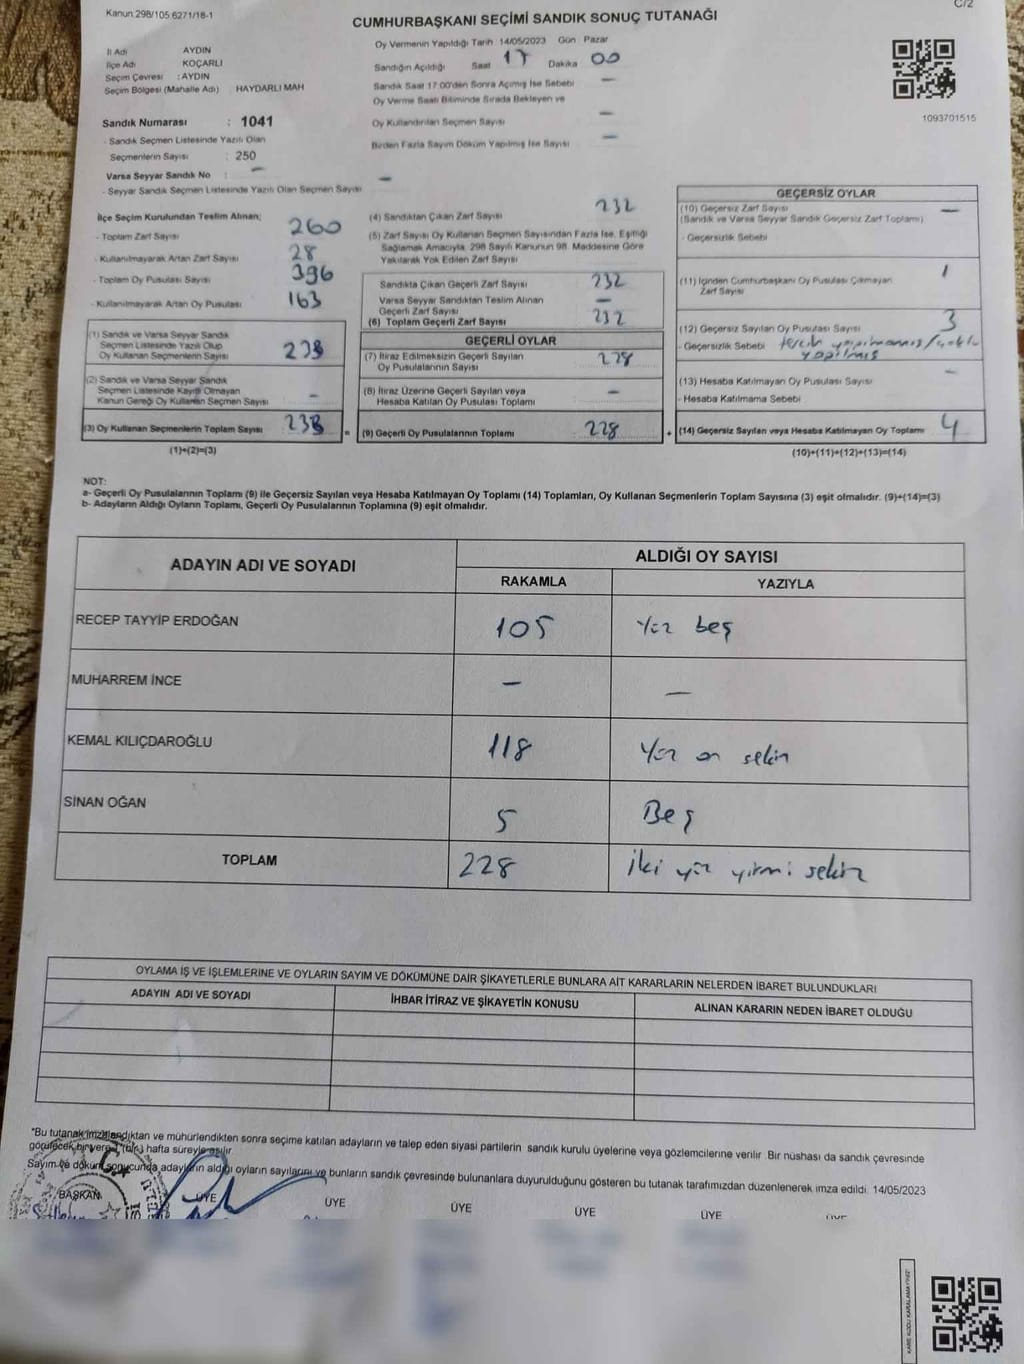 Kanun 298/105.6271/18-1
C/2
CUMHURBAŞKANI SEÇİMİ SANDIK SONUÇ TUTANAĞI
İl Adı AYDIN
İlçe Adı KOÇARLI
Seçim Çevresi : AYDIN
Seçim Bölgesi (Mahalle Adı) HAYDARLI MAH
Sandık Numarası : 1041
- Sandık Seçmen Listesinde Yazılı Olan
Seçmenlerin Sayısı : 250
Varsa Seyyar Sandık No : -
- Seyyar Sandık Seçmen Listesinde Yazılı Olan Seçmen Sayısı -
Oy Vermenin Yapıldığı Tarih 14/05/2023 Gün Pazar
Sandığın Açıldığı Saat 17 Dakika 00
Sandık Saat 17:00'den Sonra Açılmış İse Sebebi -
Oy Verme Saati Bitiminde Sırada Bekleyen ve
Oy Kullandırılan Seçmen Sayısı -
Birden Fazla Sayım Döküm Yapılmış İse Sayısı -
1093701515
İlçe Seçim Kurulundan Teslim Alınan;
- Toplam Zarf Sayısı 260
- Kullanılmayarak Artan Zarf Sayısı 28
- Toplam Oy Pusulası Sayısı 396
- Kullanılmayarak Artan Oy Pusulası 163
(1) Sandık ve Varsa Seyyar Sandık
Seçmen Listesinde Yazılı Olup
Oy Kullanan Seçmenlerin Sayısı
(2) Sandık ve Varsa Seyyar Sandık
Seçmen Listesinde Kayıtlı Olmayan
Kanun Gereği Oy Kullanan Seçmen Sayısı -
(3) Oy Kullanan Seçmenlerin Toplam Sayısı
(1)+(2)=(3)
(4) Sandıktan Çıkan Zarf Sayısı 232
(5) Zarf Sayısı Oy Kullanan Seçmen Sayısından Fazla İse, Eşitliği
Sağlamak Amacıyla, 298 Sayılı Kanunun 98. Maddesine Göre
Yakılarak Yok Edilen Zarf Sayısı
Sandıkta Çıkan Geçerli Zarf Sayısı 232
Varsa Seyyar Sandıktan Teslim Alınan
Geçerli Zarf Sayısı -
(6) Toplam Geçerli Zarf Sayısı 232
GEÇERLİ OYLAR
(7) İtiraz Edilmeksizin Geçerli Sayılan
Oy Pusulalarının Sayısı 228
(8) İtiraz Üzerine Geçerli Sayılan veya
Hesaba Katılan Oy Pusulası Toplamı -
= (9) Geçerli Oy Pusulalarının Toplamı 228
GEÇERSİZ OYLAR
(10) Geçersiz Zarf Sayısı -
(Sandık ve Varsa Seyyar Sandık Geçersiz Zarf Toplamı)
- Geçersizlik Sebebi
(11) İçinden Cumhurbaşkanı Oy Pusulası Çıkmayan
Zarf Sayısı 1
(12) Geçersiz Sayılan Oy Pusulası Sayısı 3
- Geçersizlik Sebebi tercih yapılmamış/çoklu
yapılmış
(13) Hesaba Katılmayan Oy Pusulası Sayısı -
- Hesaba Katılmama Sebebi
+ (14) Geçersiz Sayılan veya Hesaba Katılmayan Oy Toplamı 4
(10)+(11)+(12)+(13)=(14)
NOT:
a- Geçerli Oy Pusulalarının Toplamı (9) ile Geçersiz Sayılan veya Hesaba Katılmayan Oy Toplamı (14) Toplamları, Oy Kullanan Seçmenlerin Toplam Sayısına (3) eşit olmalıdır. (9)+(14)=(3)
b- Adayların Aldığı Oyların Toplamı, Geçerli Oy Pusulalarının Toplamına (9) eşit olmalıdır.
ADAYIN ADI VE SOYADI
ALDIĞI OY SAYISI
RAKAMLA YAZIYLA
RECEP TAYYİP ERDOĞAN 105 Yüz beş
MUHARREM İNCE - -
KEMAL KILIÇDAROĞLU 118 Yüz on sekiz
SİNAN OĞAN 5 Beş
TOPLAM 228 İki yüz yirmi sekiz
OYLAMA İŞ VE İŞLEMLERİNE VE OYLARIN SAYIM VE DÖKÜMÜNE DAİR ŞİKAYETLERLE BUNLARA AİT KARARLARIN NELERDEN İBARET BULUNDUKLARI
ADAYIN ADI VE SOYADI İHBAR İTİRAZ VE ŞİKAYETİN KONUSU ALINAN KARARIN NEDEN İBARET OLDUĞU
"Bu tutanak imzalandıktan ve mühürlendikten sonra seçime katılan adayların ve talep eden siyasi partilerin sandık kurulu üyelerine veya gözlemcilerine verilir. Bir nüshası da sandık çevresinde
görülecek bir yere, (bir) hafta süreyle asılır.
Sayım ve döküm sonucunda adayların aldığı oyların sayılarını ve bunların sandık çevresinde bulunanlara duyurulduğunu gösteren bu tutanak tarafımızdan düzenlenerek imza edildi. 14/05/2023
BAŞKAN ÜYE ÜYE ÜYE ÜYE ÜYE